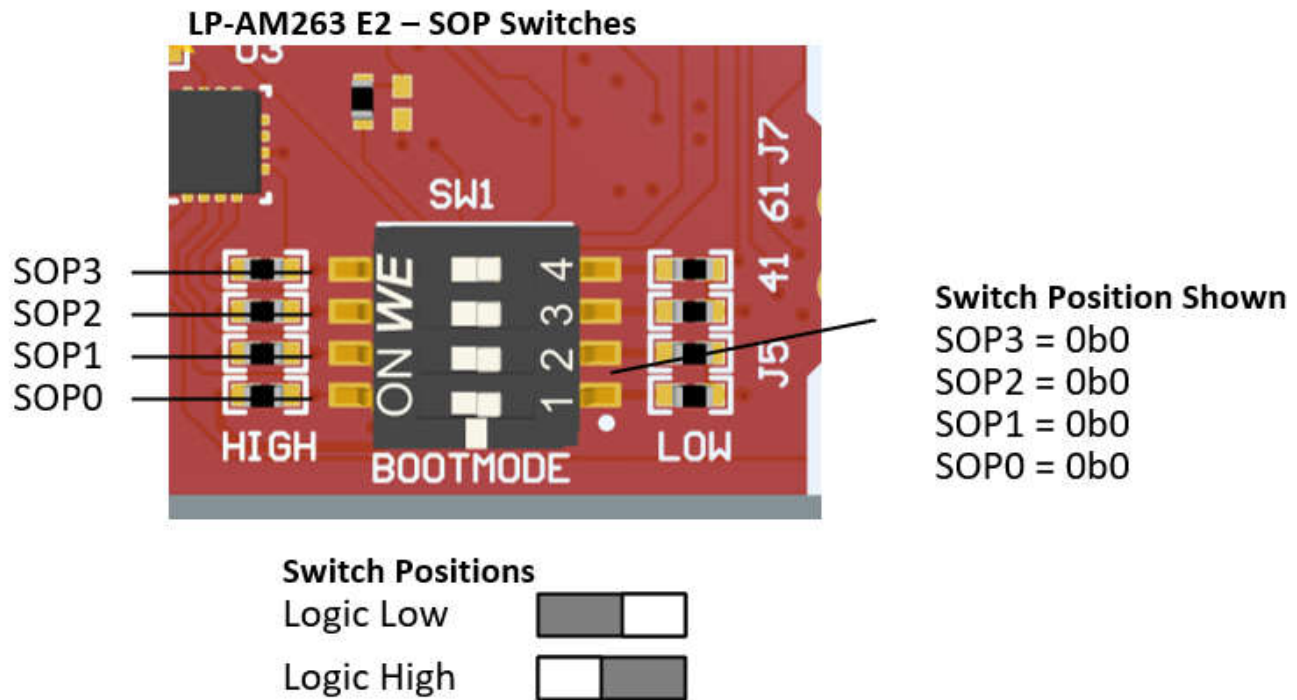 LP-AM263 E2 – SOP Switches
U3
J7
61
SW1
41
SOP3
SOP2
SOP1
SOP0
WE
ON
4
3
2
1
J5
HIGH
BOOTMODE
LOW
Switch Position Shown
SOP3 = 0b0
SOP2 = 0b0
SOP1 = 0b0
SOP0 = 0b0
Switch Positions
Logic Low
Logic High